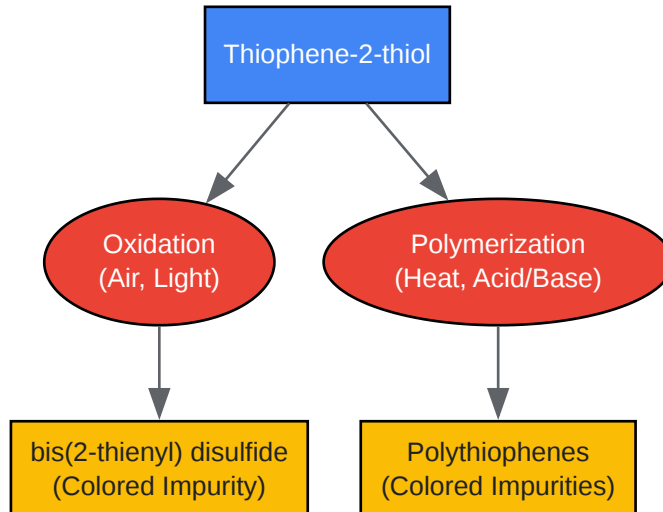 Thiophene-2-thiol
Oxidation
(Air, Light)
Polymerization
(Heat, Acid/Base)
bis(2-thienyl) disulfide
(Colored Impurity)
Polythiophenes
(Colored Impurities)